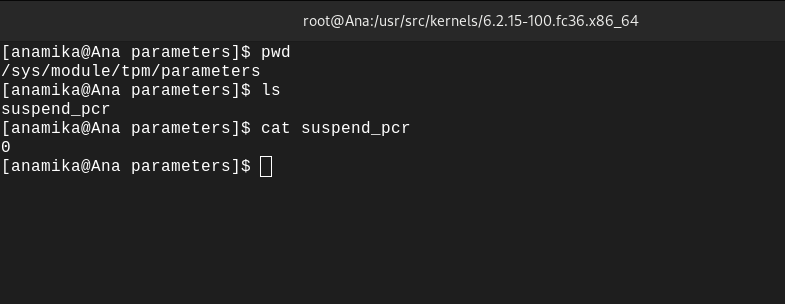 root@Ana:/usr/src/kernels/6.2.15-100.fc36.x86_64
[anamika@Ana parameters]$ pwd
/sys/module/tpm/parameters
[anamika@Ana parameters]$ ls
suspend_pcr
[anamika@Ana parameters]$ cat suspend_pcr
0
[anamika@Ana parameters]$